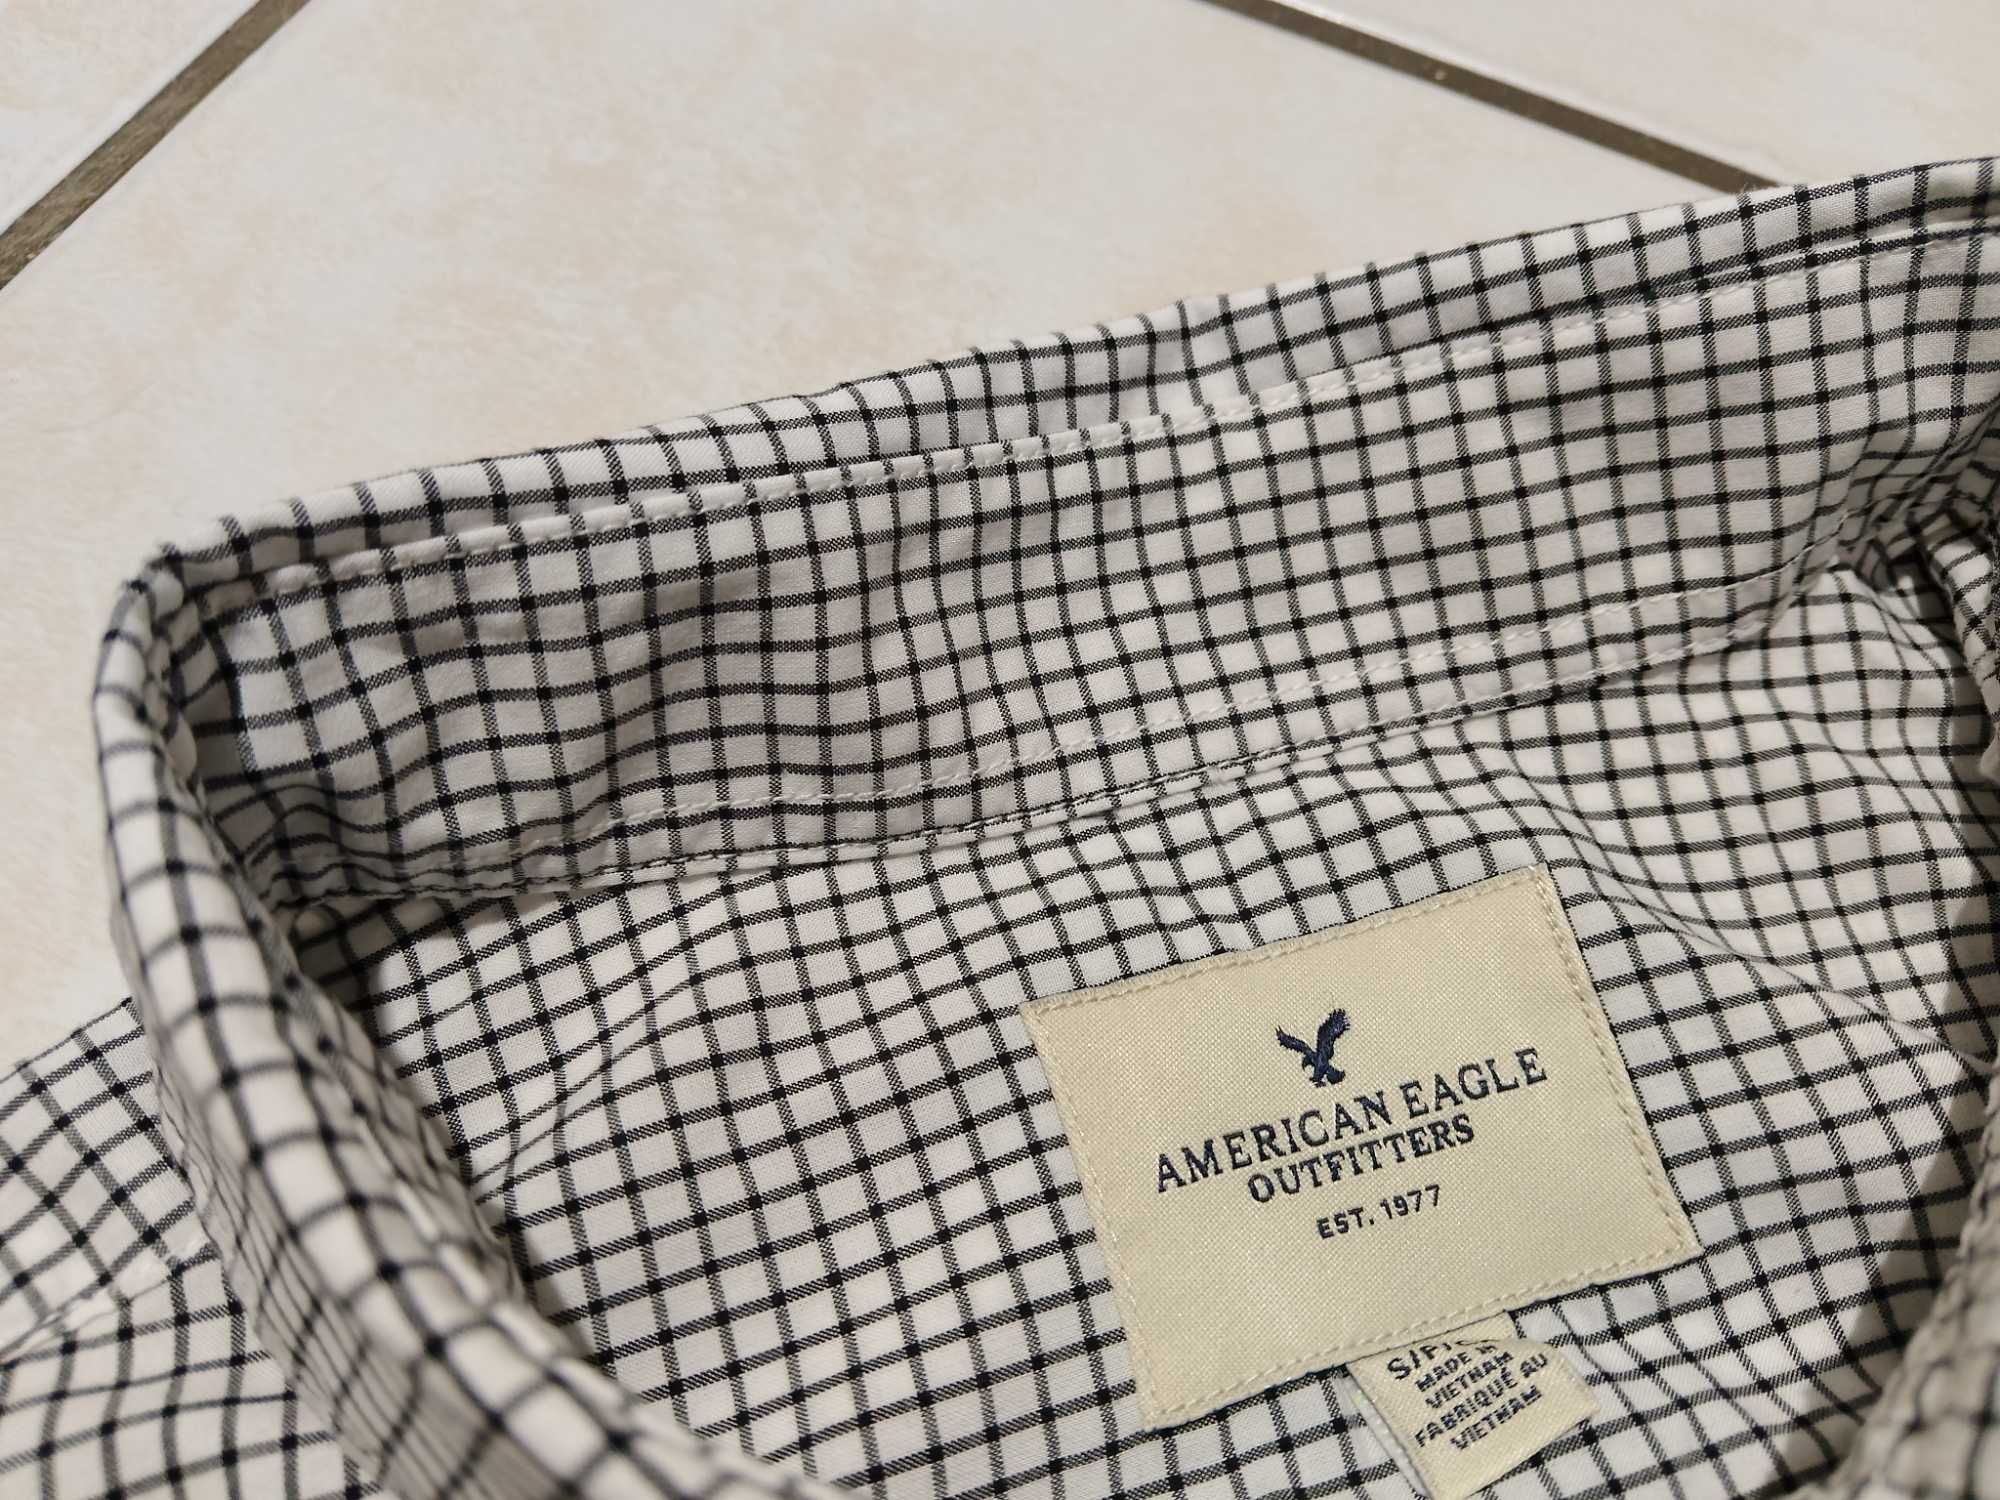 AMERICAN EAGLE
OUTFITTERS
EST. 1977
S/P
MADE IN
VIETNAM
FABRIQUÉ AU
VIETNAM